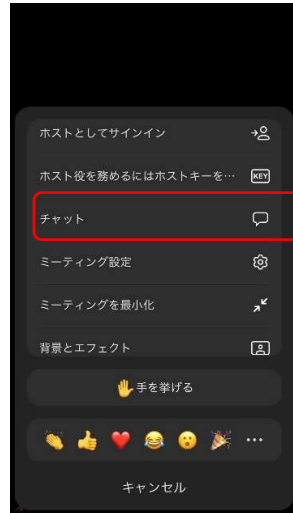 ホストとしてサインイン
ホスト役を務めるにはホストキーを…
KEY
チャット
ミーティング設定
ミーティングを最小化
背景とエフェクト
手を挙げる
キャンセル